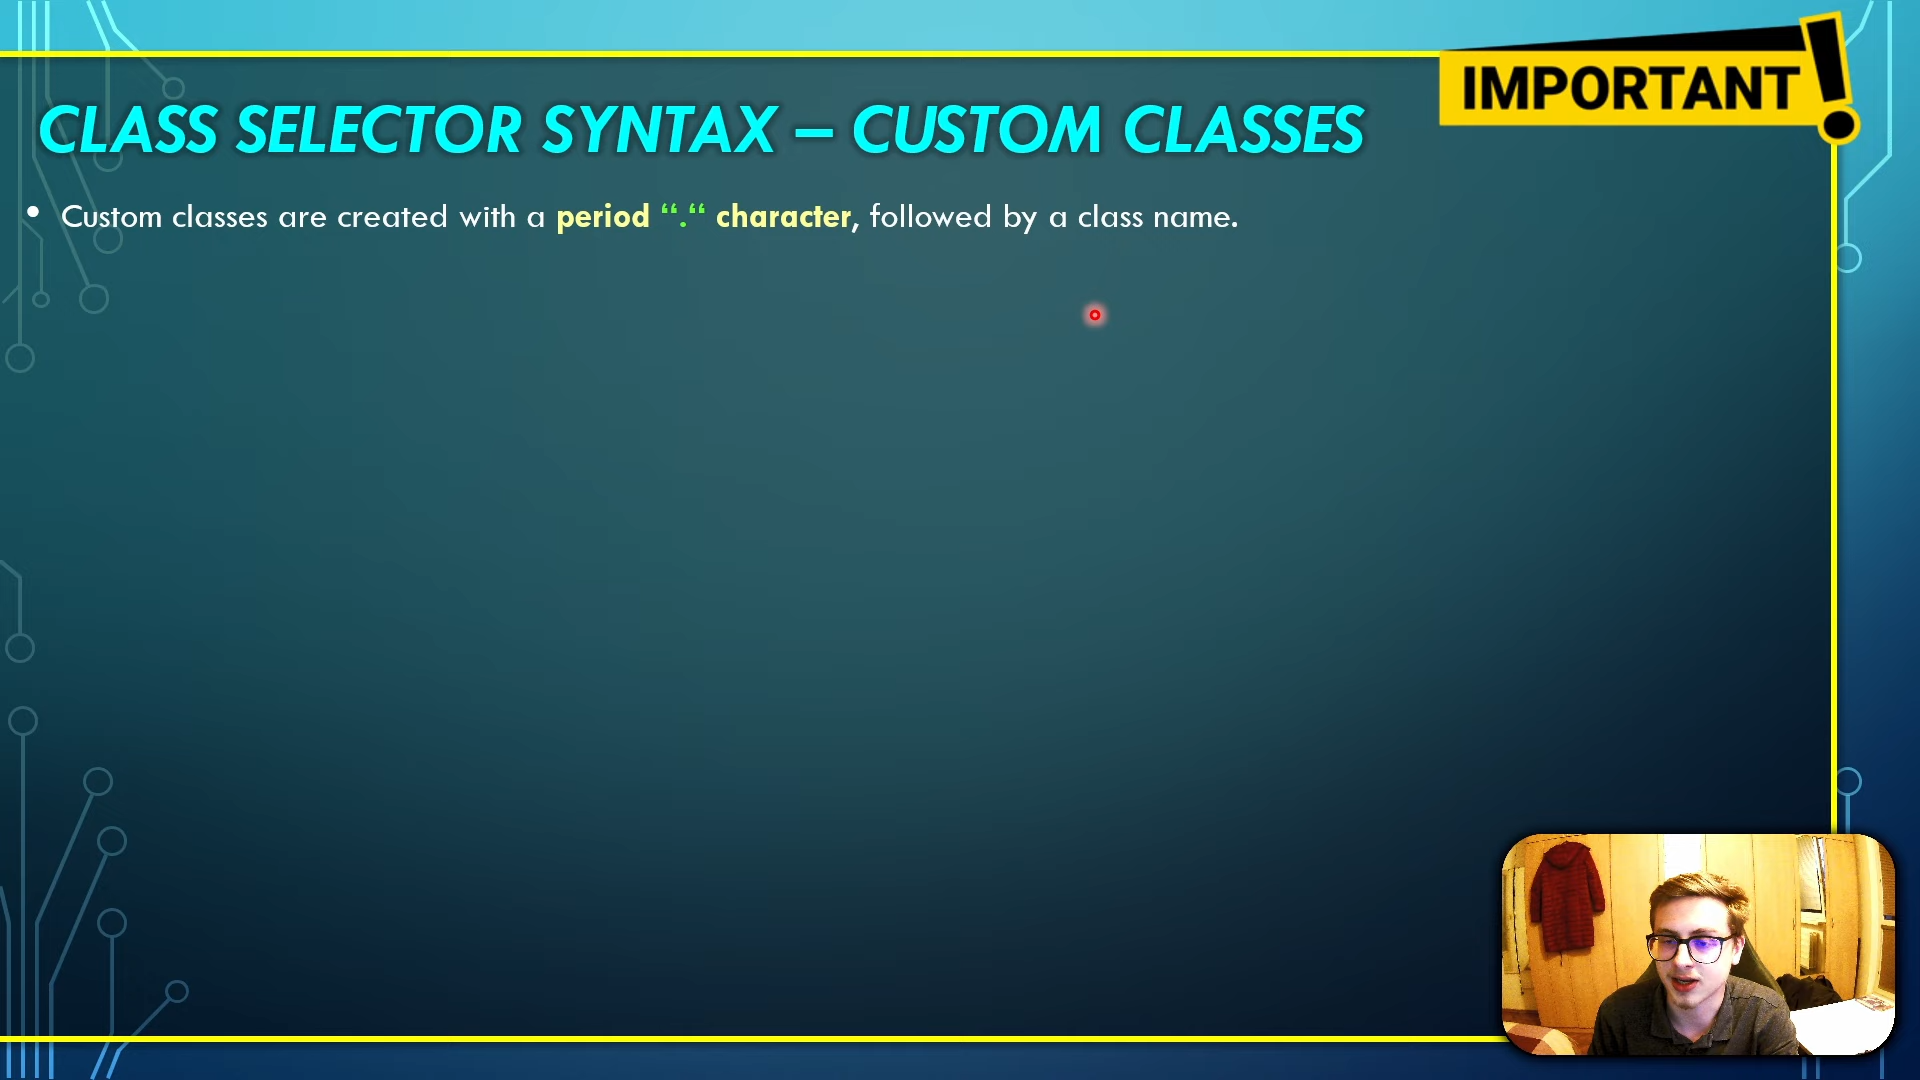 IMPORTANT!
CLASS SELECTOR SYNTAX – CUSTOM CLASSES
• Custom classes are created with a period “.“ character, followed by a class name.